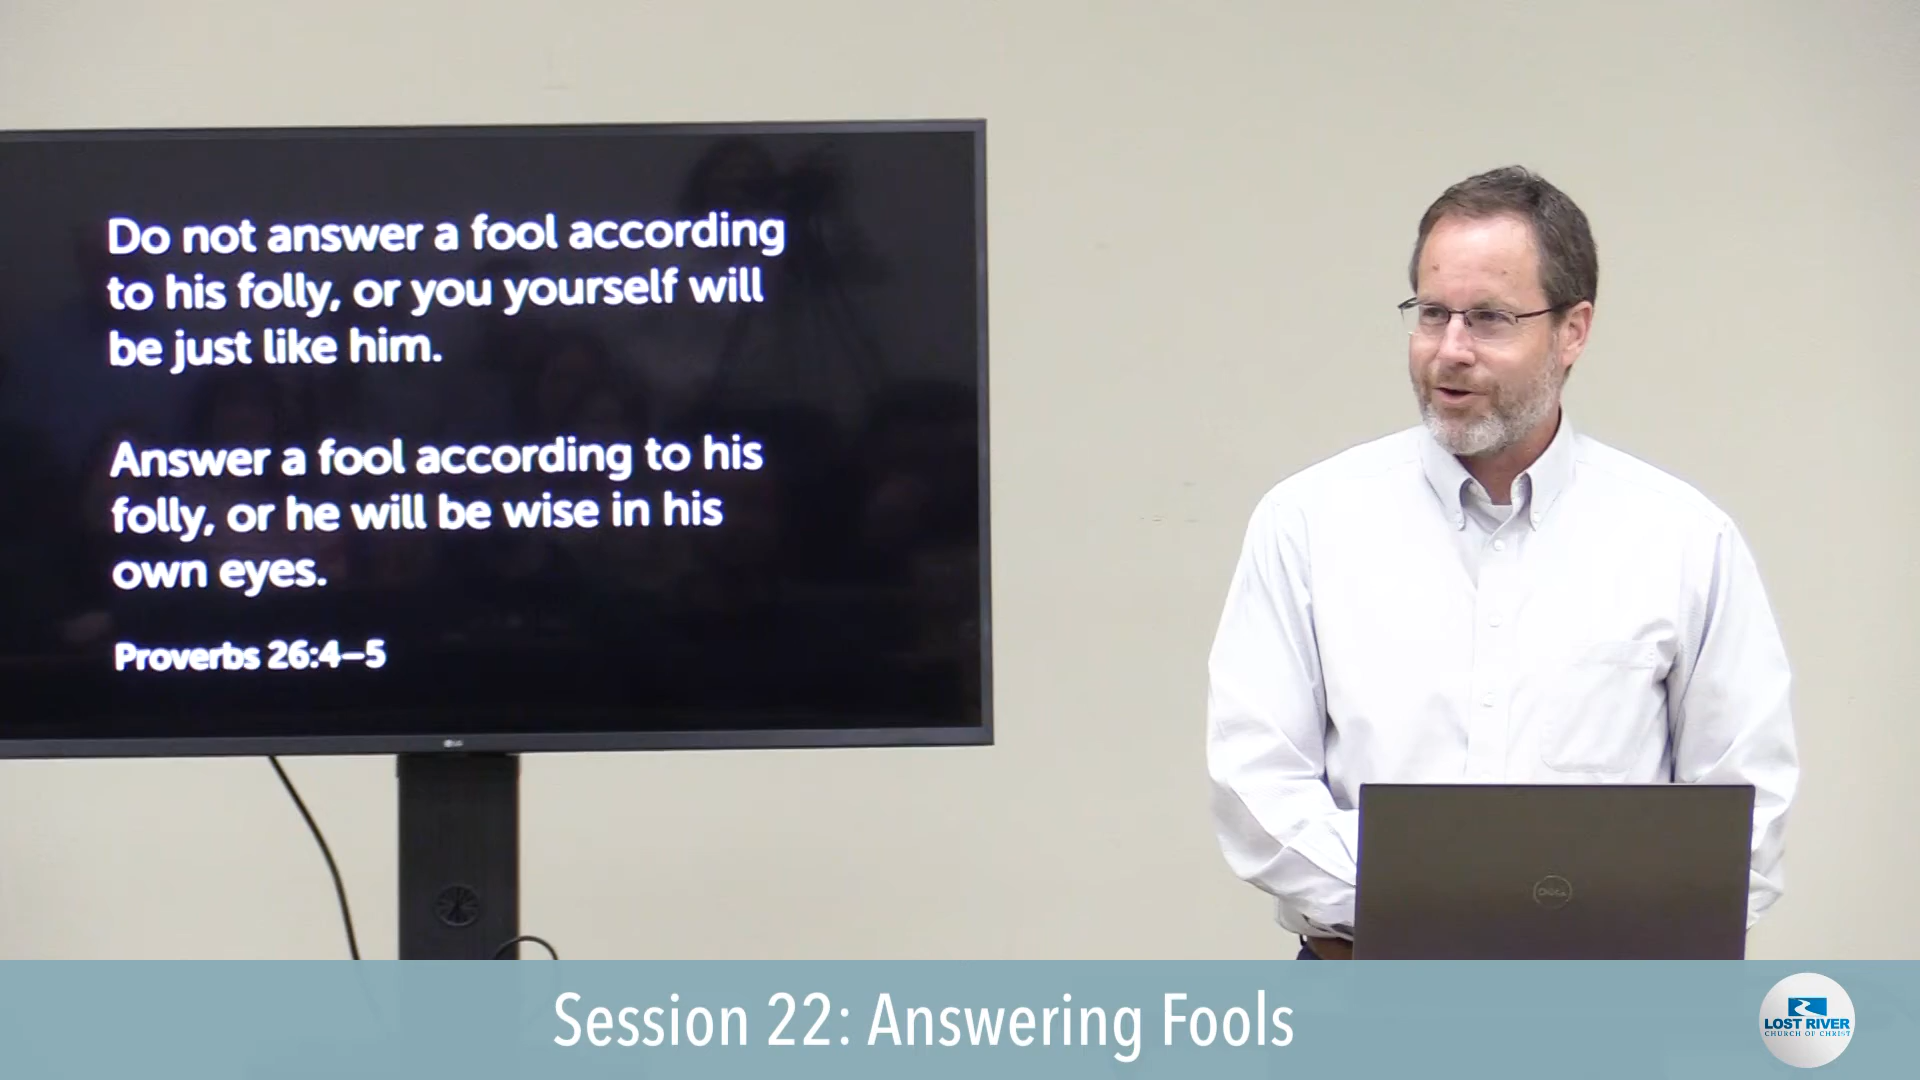 Do not answer a fool according
to his folly, or you yourself will
be just like him.
Answer a fool according to his
folly, or he will be wise in his
own eyes.
Proverbs 26:4–5
LG
DELL
Session 22: Answering Fools
LOST RIVER
CHURCH OF CHRIST